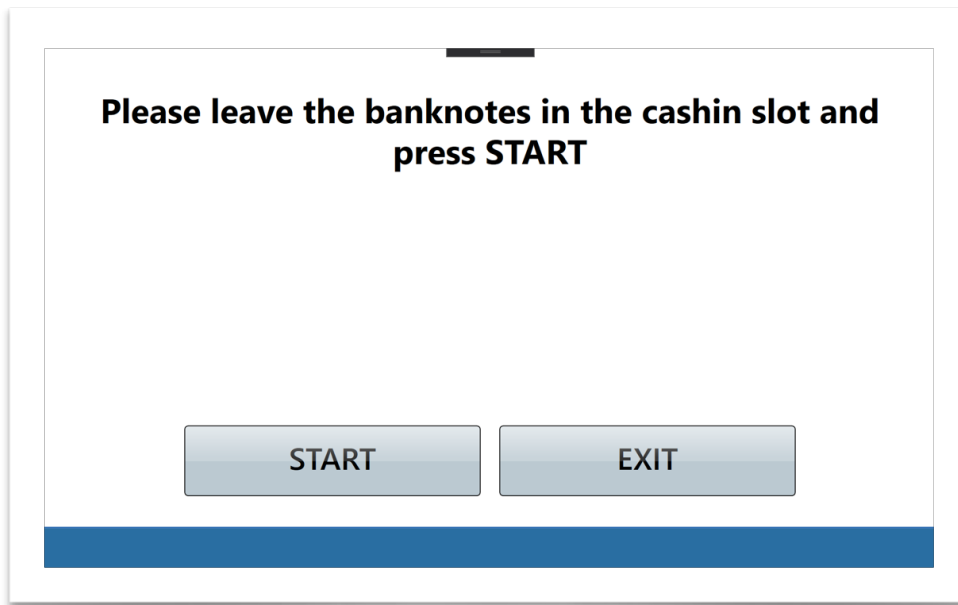 Please leave the banknotes in the cashin slot and
press START
START
EXIT